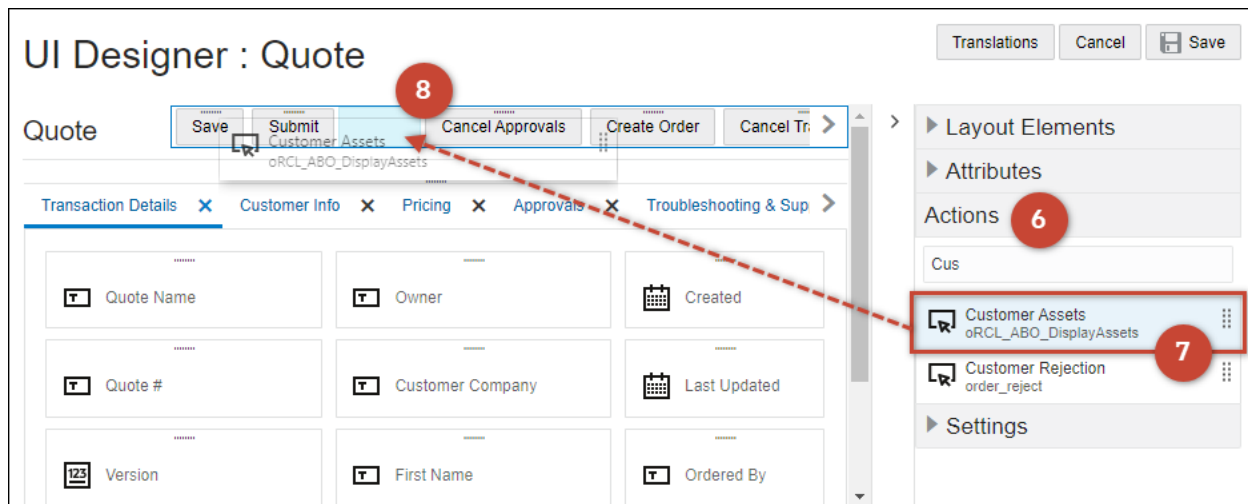 UI Designer : Quote
Translations
Cancel
Save
8
Quote
Save
Submit
Cancel Approvals
Create Order
Cancel Tr
Customer Assets
oRCL_ABO_DisplayAssets
Transaction Details
Customer Info
Pricing
Approvals
Troubleshooting & Sup
Quote Name
Owner
Created
Quote #
Customer Company
Last Updated
123
Version
First Name
Ordered By
Layout Elements
Attributes
Actions
6
Cus
Customer Assets
oRCL_ABO_DisplayAssets
7
Customer Rejection
order_reject
Settings